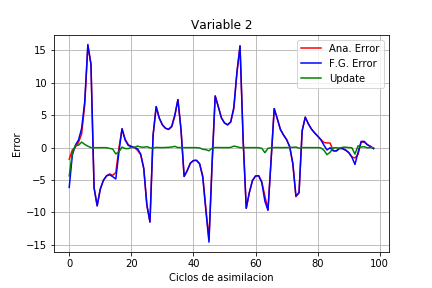 Variable 2
Ana. Error
F.G. Error
Update
Error
15
10
5
0
−5
−10
−15
0 20 40 60 80 100
Ciclos de asimilacion